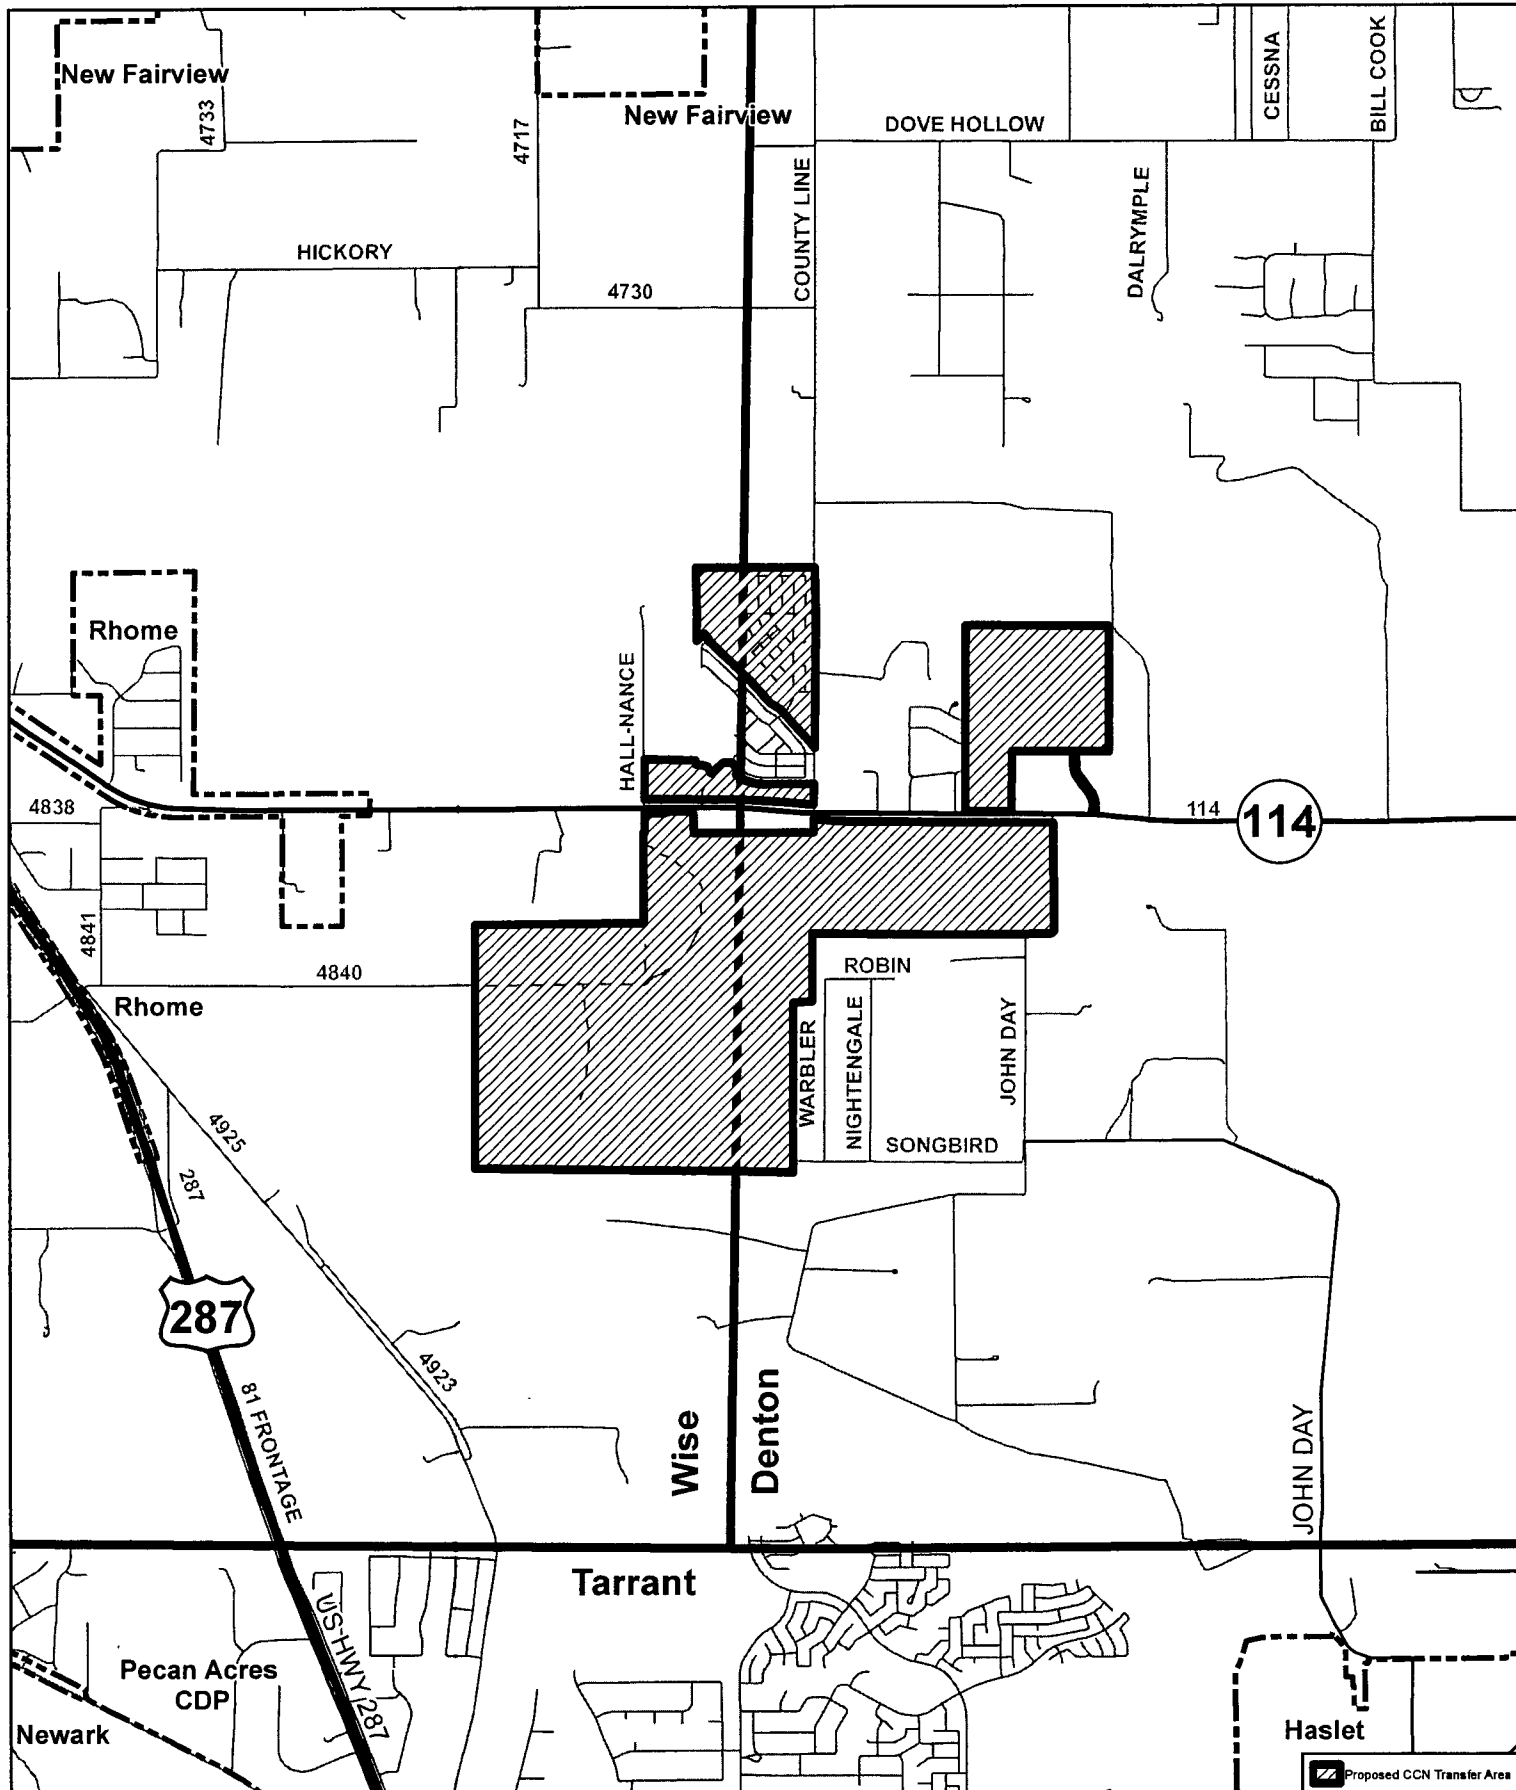 New Fairview
4733
4717
New Fairview
DOVE HOLLOW
CESSNA
BILL COOK
COUNTY LINE
DALRYMPLE
HICKORY
4730
Rhome
HALL-NANCE
4838
114
114
4841
4840
Rhome
ROBIN
WARBLER
NIGHTENGALE
JOHN DAY
SONGBIRD
4925
287
287
4923
81 FRONTAGE
Wise
Denton
JOHN DAY
Tarrant
US HWY 287
Pecan Acres
CDP
Newark
Haslet
Proposed CCN Transfer Area